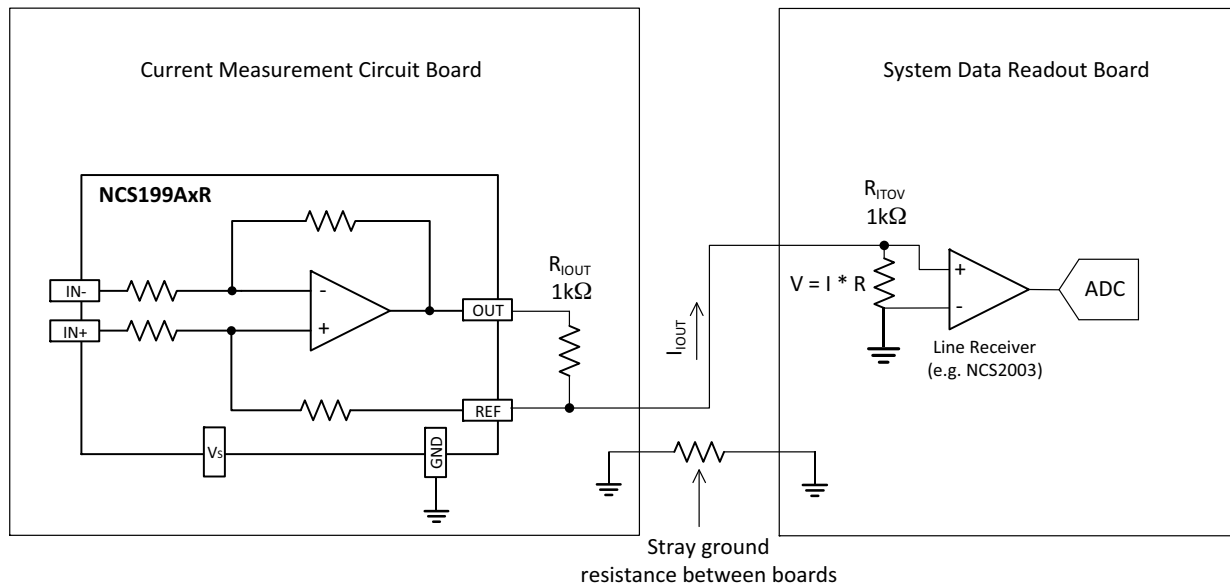 Current Measurement Circuit Board
System Data Readout Board
NCS199AxR
IN-
IN+
-
+
OUT
REF
VS
GND
RIOUT
1kΩ
IIOUT
RITOV
1kΩ
V = I * R
+
-
ADC
Line Receiver
(e.g. NCS2003)
Stray ground
resistance between boards